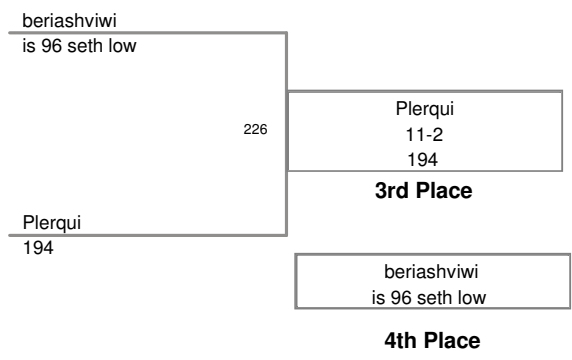 beriashviwi
is 96 seth low
226
Plerqui
11-2
194
3rd Place
Plerqui
194
beriashviwi
is 96 seth low
4th Place